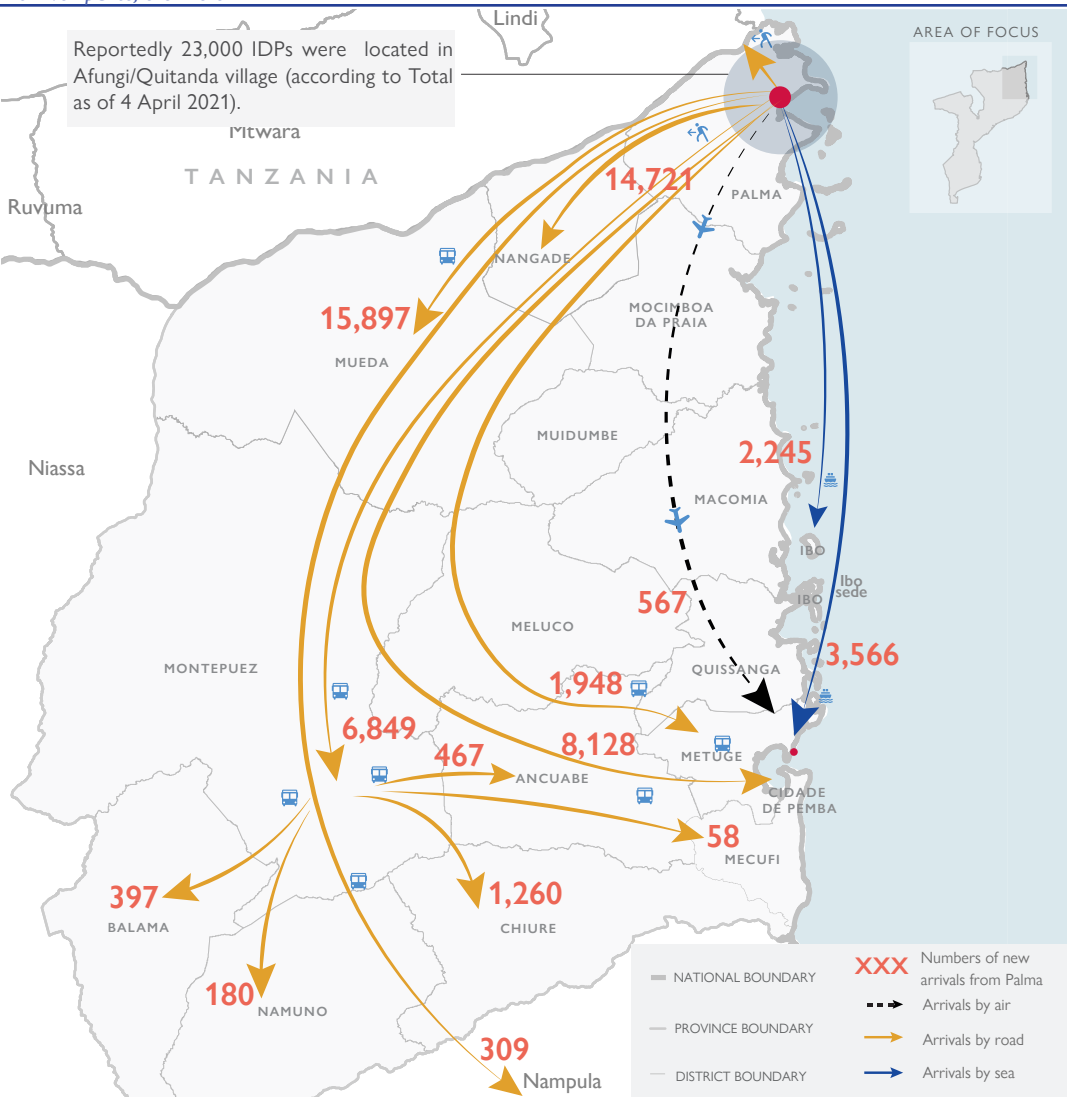 Lindi
AREA OF FOCUS
Reportedly 23,000 IDPs were located in
Afungi/Quitanda village (according to Total
as of 4 April 2021).
Mtwara
TANZANIA
Ruvuma
14,721
PALMA
NANGADE
15,897
MOCIMBOA
DA PRAIA
MUEDA
MUIDUMBE
2,245
Niassa
MACOMIA
IBO
Ibo
sede
IBO
567
MELUCO
3,566
MONTEPUEZ
QUISSANGA
1,948
6,849
8,128
467
METUGE
ANCUABE
CIDADE
DE PEMBA
58
MECUFI
397
1,260
BALAMA
CHIURE
180
NAMUNO
309
Nampula
NATIONAL BOUNDARY
PROVINCE BOUNDARY
DISTRICT BOUNDARY
XXX
Numbers of new
arrivals from Palma
Arrivals by air
Arrivals by road
Arrivals by sea